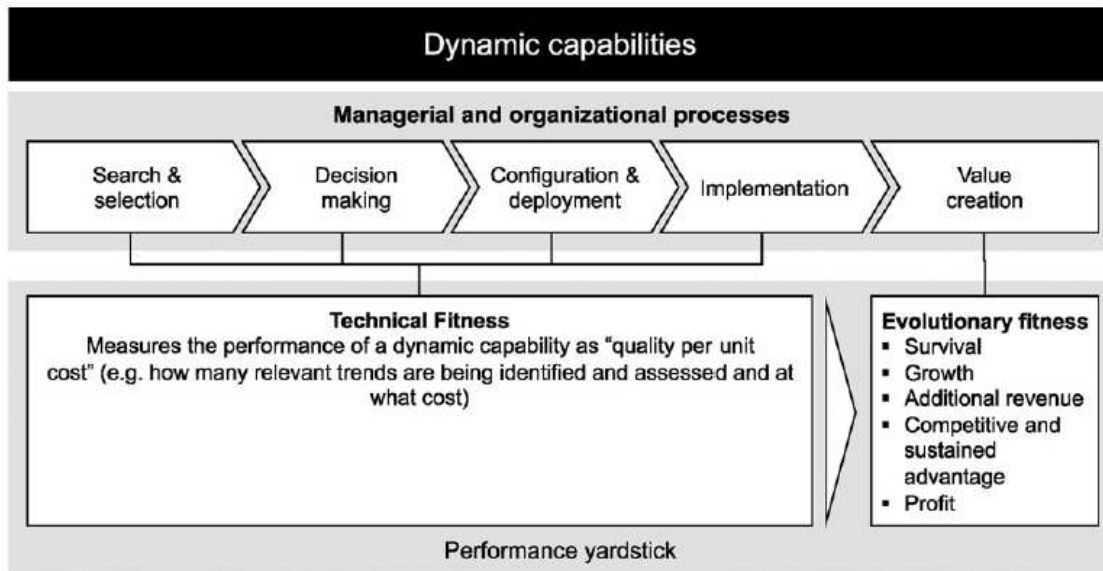 Dynamic capabilities
Managerial and organizational processes
Search &
selection
Decision
making
Configuration &
deployment
Implementation
Value
creation
Technical Fitness
Measures the performance of a dynamic capability as “quality per unit
cost” (e.g. how many relevant trends are being identified and assessed and at
what cost)
Evolutionary fitness
▪ Survival
▪ Growth
▪ Additional revenue
▪ Competitive and
sustained
advantage
▪ Profit
Performance yardstick